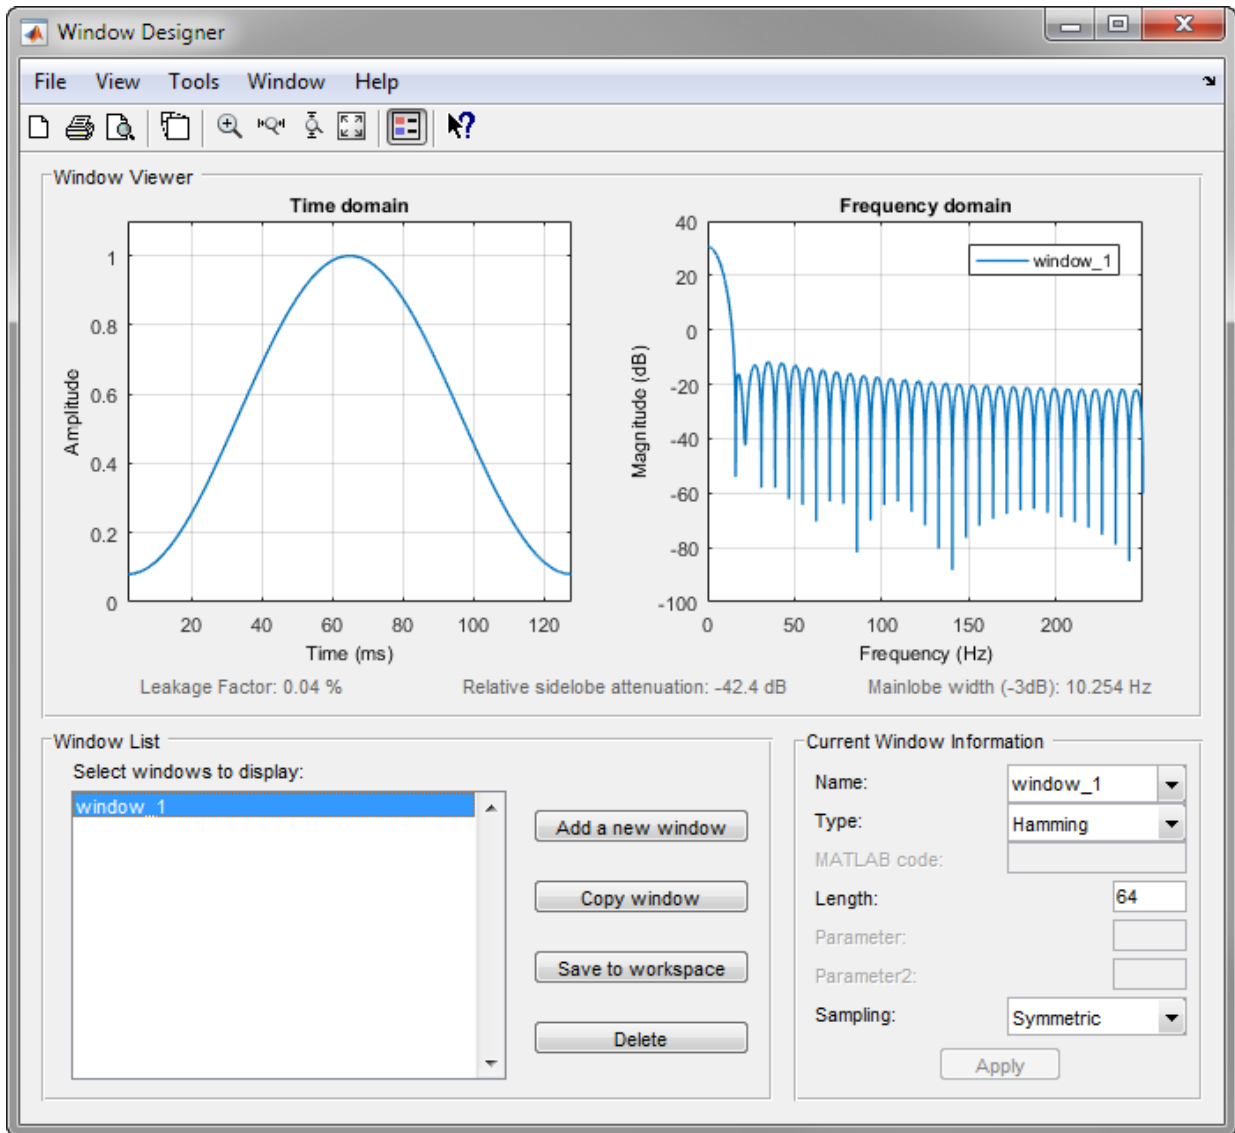 Window Designer
File View Tools Window Help
Window Viewer
Time domain
1
0.8
0.6
0.4
0.2
0
Amplitude
20 40 60 80 100 120
Time (ms)
Frequency domain
window_1
40
20
0
-20
-40
-60
-80
-100
Magnitude (dB)
0 50 100 150 200
Frequency (Hz)
Leakage Factor: 0.04 % Relative sidelobe attenuation: -42.4 dB Mainlobe width (-3dB): 10.254 Hz
Window List
Select windows to display:
window_1
Add a new window
Copy window
Save to workspace
Delete
Current Window Information
Name: window_1
Type: Hamming
MATLAB code:
Length: 64
Parameter:
Parameter2:
Sampling: Symmetric
Apply